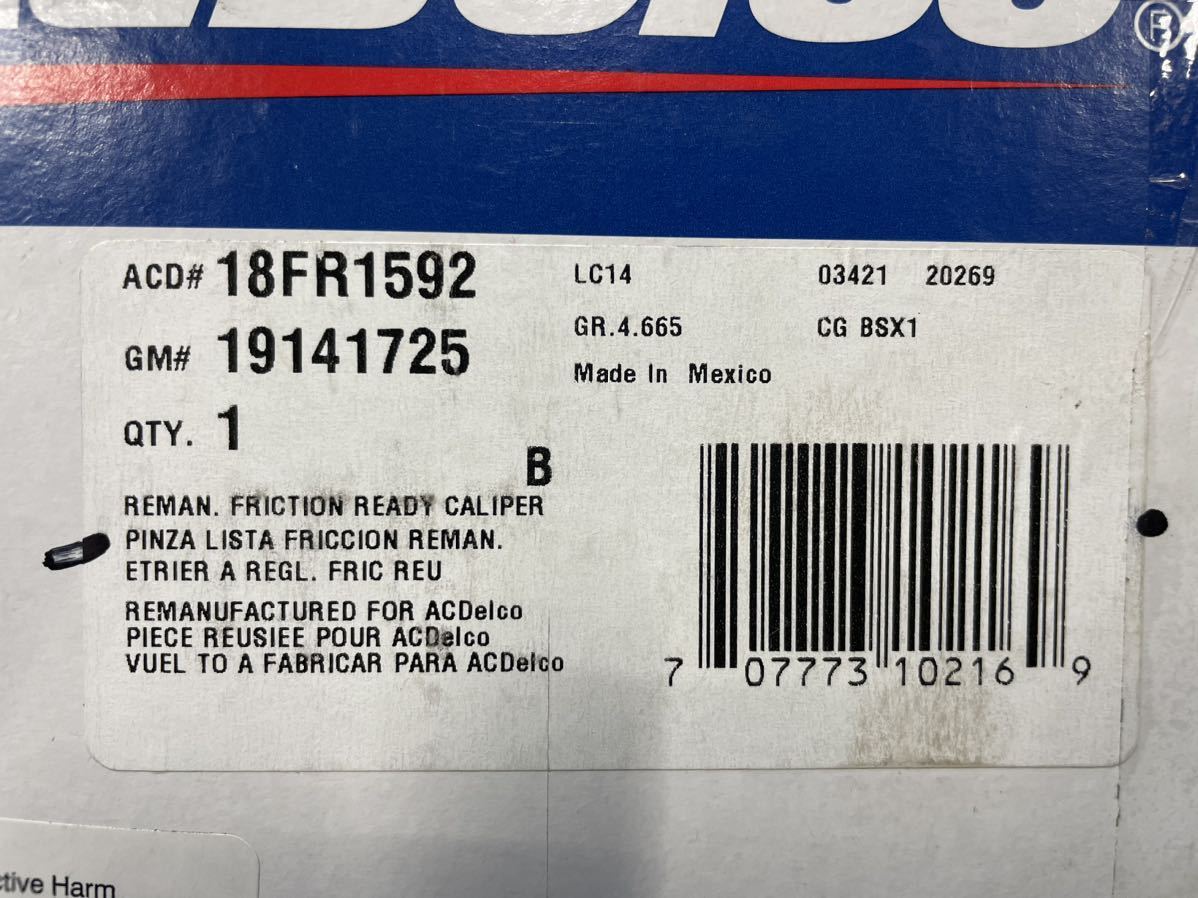 ®
ACD# 18FR1592
GM# 19141725
QTY. 1
B
LC14 03421 20269
GR.4.665 CG BSX1
Made In Mexico
REMAN. FRICTION READY CALIPER
PINZA LISTA FRICCION REMAN.
ETRIER A REGL. FRIC REU
REMANUFACTURED FOR ACDelco
PIECE REUSIEE POUR ACDelco
VUEL TO A FABRICAR PARA ACDelco
7 07773 10216 9
ctive Harm